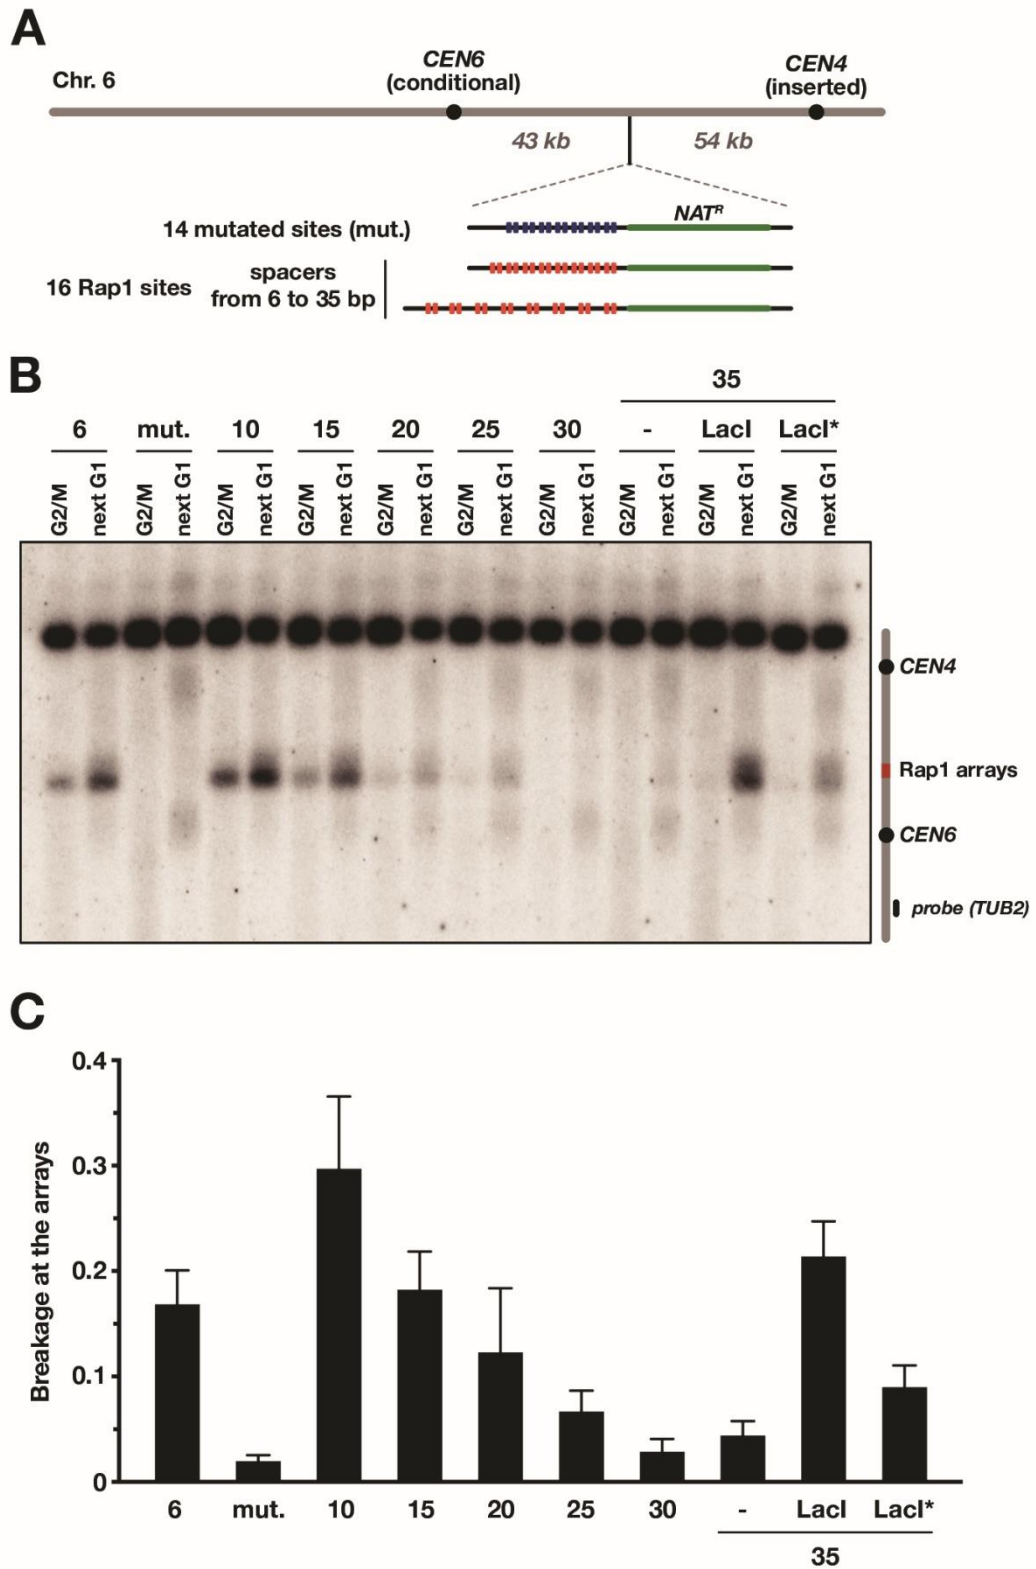 A
Chr. 6
CEN6
(conditional)
CEN4
(inserted)
43 kb
54 kb
14 mutated sites (mut.)
NATᴿ
16 Rap1 sites
spacers
from 6 to 35 bp
B
35
6 mut. 10 15 20 25 30 - LacI LacI*
G2/M next G1 G2/M next G1 G2/M next G1 G2/M next G1 G2/M next G1 G2/M next G1 G2/M next G1 G2/M next G1 G2/M next G1 G2/M next G1
CEN4
Rap1 arrays
CEN6
probe (TUB2)
C
Breakage at the arrays
0.4
0.3
0.2
0.1
0
6 mut. 10 15 20 25 30 - LacI LacI*
35